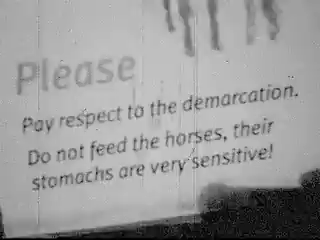 Please
Pay respect to the demarcation.
Do not feed the horses, their
stomachs are very sensitive!